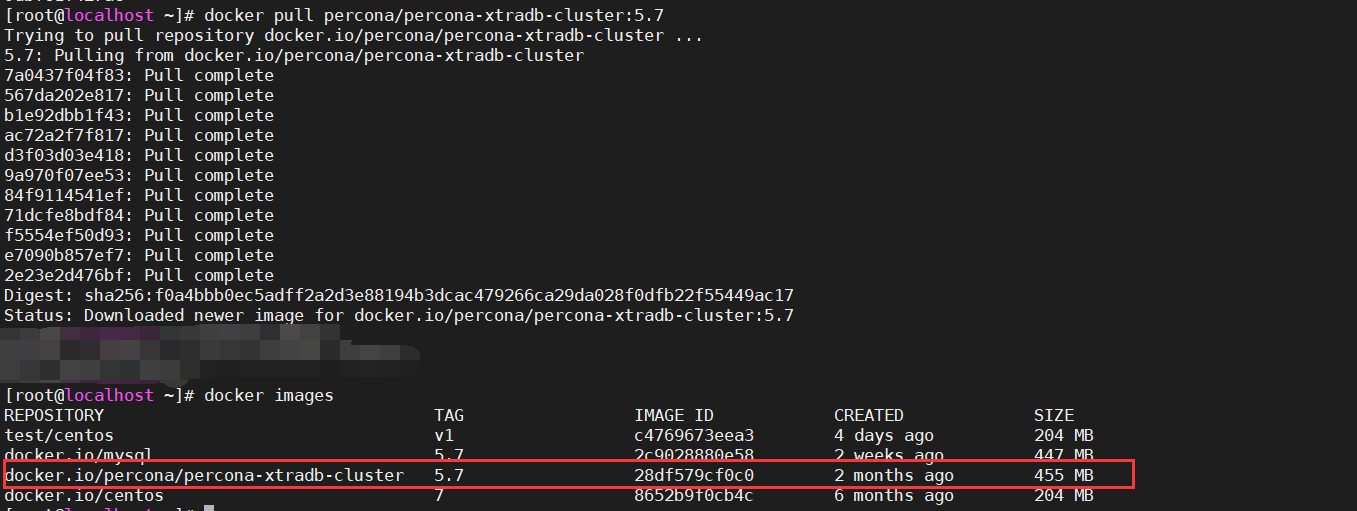 [root@localhost ~]# docker pull percona/percona-xtradb-cluster:5.7
Trying to pull repository docker.io/percona/percona-xtradb-cluster ...
5.7: Pulling from docker.io/percona/percona-xtradb-cluster
7a0437f04f83: Pull complete
567da202e817: Pull complete
b1e92dbb1f43: Pull complete
ac72a2f7f817: Pull complete
d3f03d03e418: Pull complete
9a970f07ee53: Pull complete
84f9114541ef: Pull complete
71dcfe8bdf84: Pull complete
f5554ef50d93: Pull complete
e7090b857ef7: Pull complete
2e23e2d476bf: Pull complete
Digest: sha256:f0a4bbb0ec5adff2a2d3e88194b3dcac479266ca29da028f0dfb22f55449ac17
Status: Downloaded newer image for docker.io/percona/percona-xtradb-cluster:5.7
[root@localhost ~]# docker images
REPOSITORY TAG IMAGE ID CREATED SIZE
test/centos v1 c4769673eea3 4 days ago 204 MB
docker.io/mysql 5.7 2c9028880e58 2 weeks ago 447 MB
docker.io/percona/percona-xtradb-cluster 5.7 28df579cf0c0 2 months ago 455 MB
docker.io/centos 7 8652b9f0cb4c 6 months ago 204 MB
[root@localhost ~]#